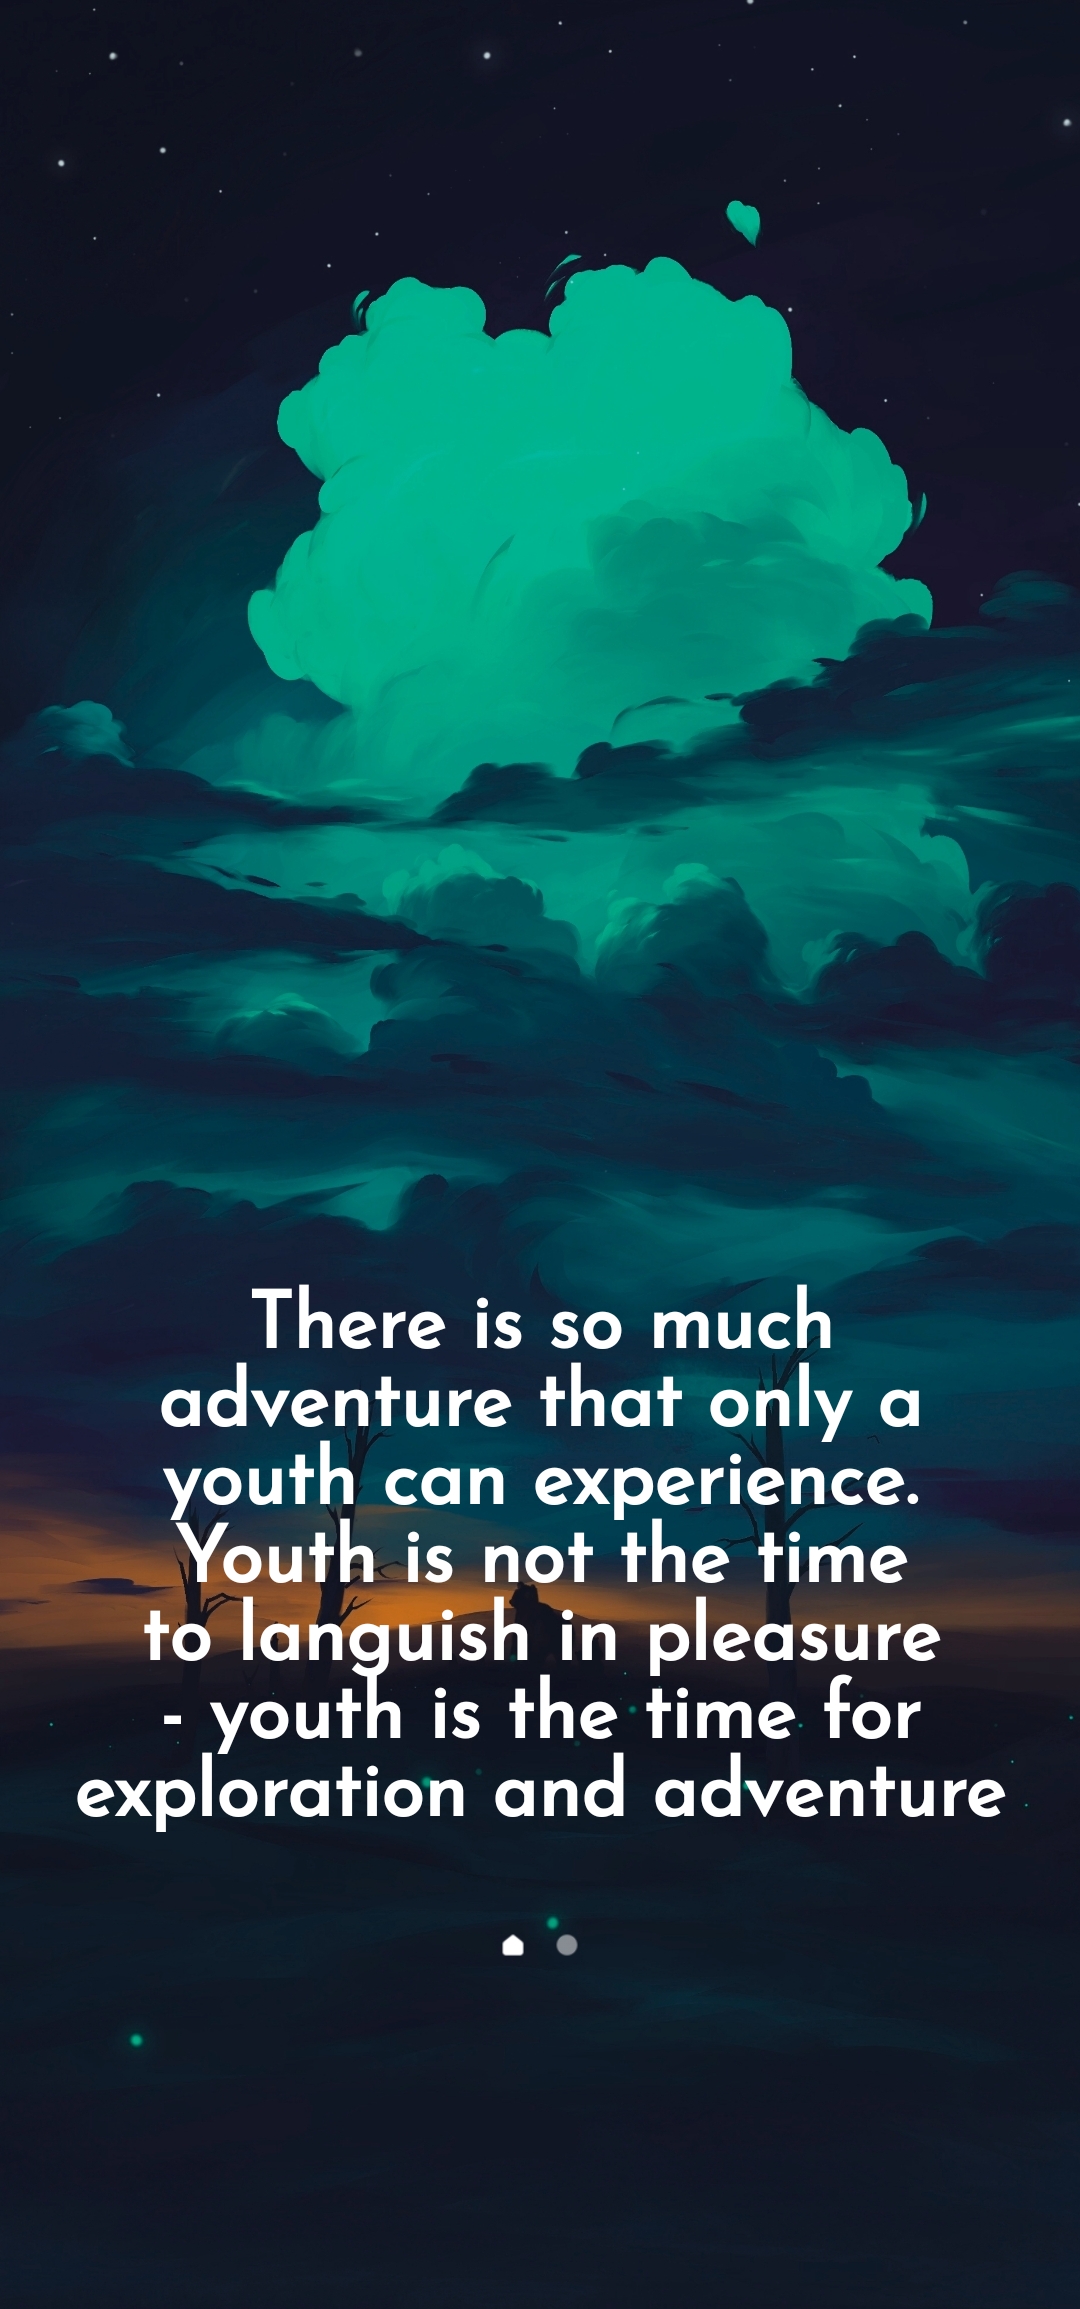 There is so much
adventure that only a
youth can experience.
Youth is not the time
to languish in pleasure
- youth is the time for
exploration and adventure